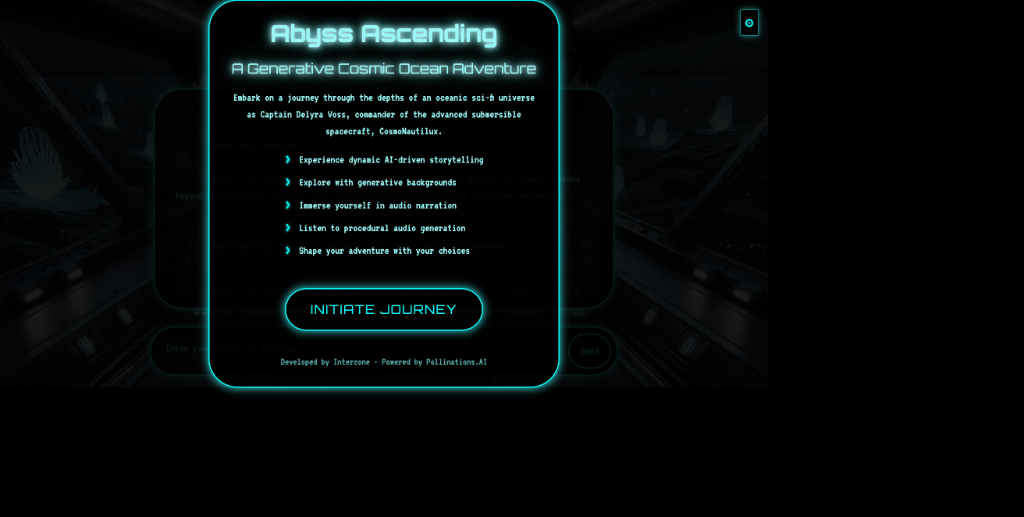 Abyss Ascending
A Generative Cosmic Ocean Adventure
Embark on a journey through the depths of an oceanic sci-fi universe
as Captain Delyra Voss, commander of the advanced submersible
spacecraft, CosmoNautilux.
❯ Experience dynamic AI-driven storytelling
❯ Explore with generative backgrounds
❯ Immerse yourself in audio narration
❯ Listen to procedural audio generation
❯ Shape your adventure with your choices
INITIATE JOURNEY
Enter your
Send
Developed by Interzone · Powered by Pollinations.AI